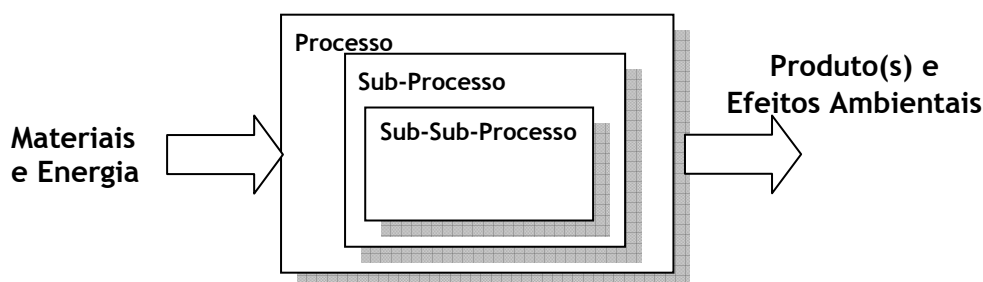 Processo
Sub-Processo
Sub-Sub-Processo
Materiais
e Energia
Produto(s) e
Efeitos Ambientais